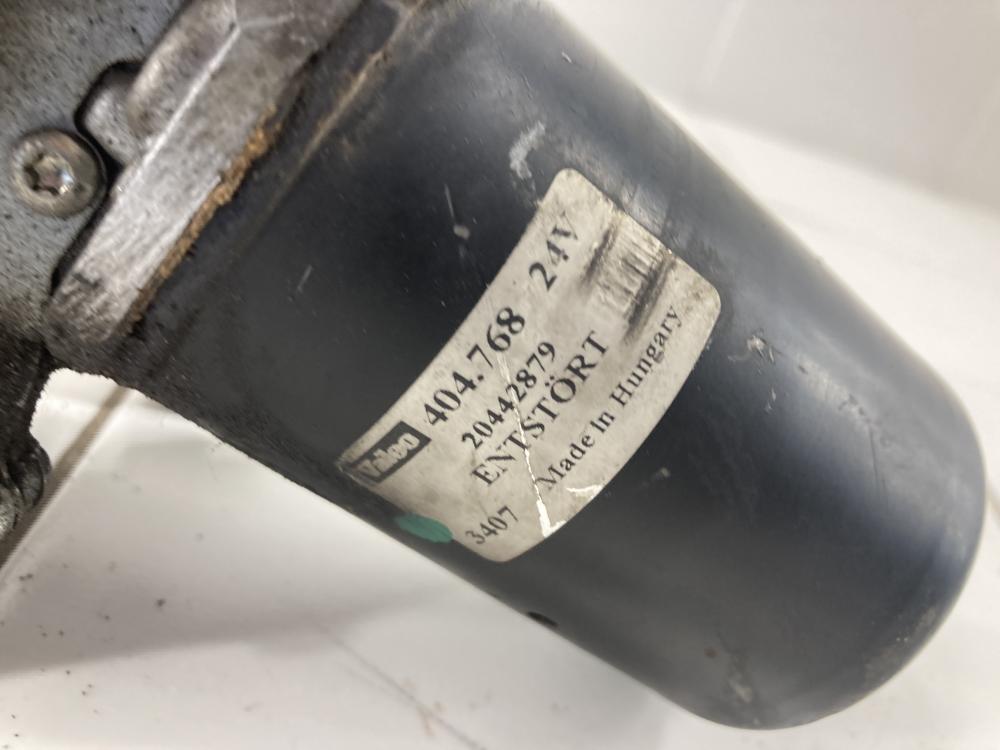 Valeo 404.768 24V
20442879
ENTSTÖRT
3407 Made in Hungary